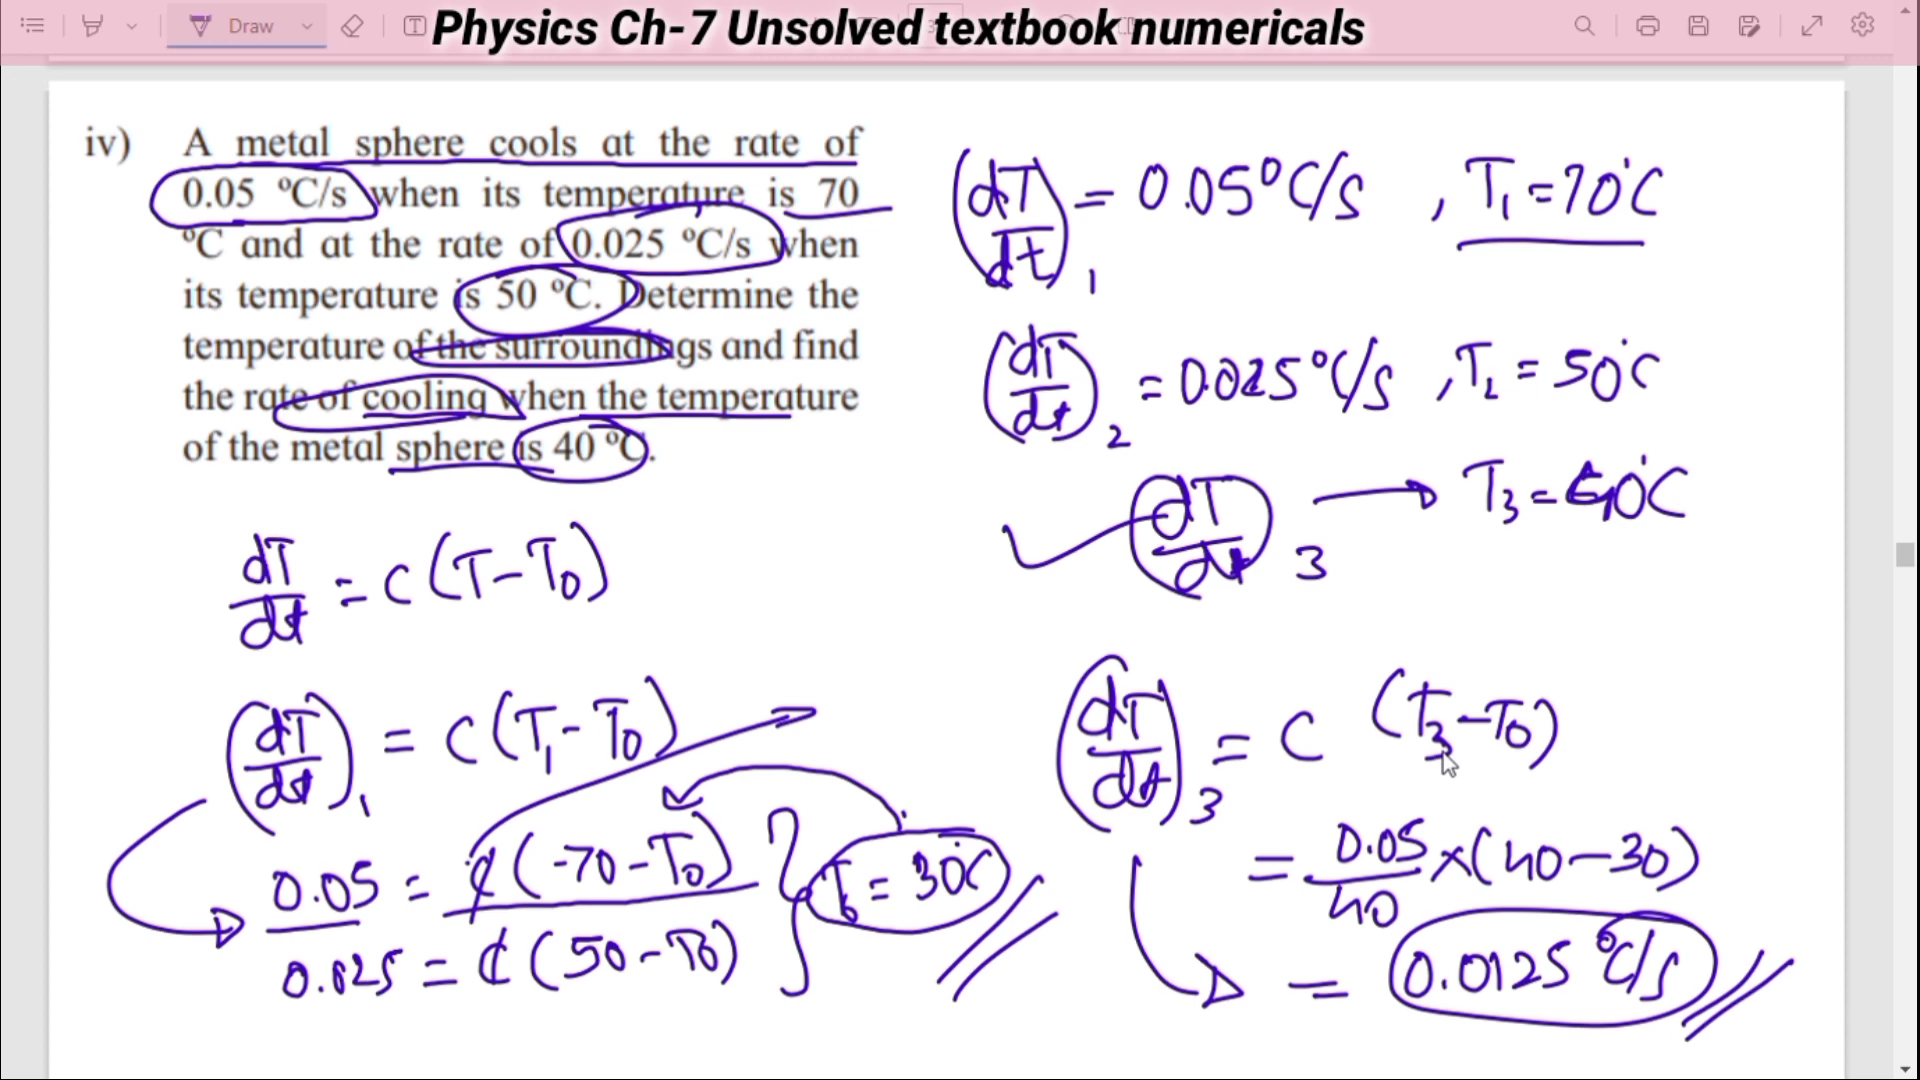 Draw
Physics Ch-7 Unsolved textbook numericals
iv) A metal sphere cools at the rate of
0.05 ºC/s when its temperature is 70
ºC and at the rate of 0.025 ºC/s when
its temperature is 50 ºC. Determine the
temperature of the surroundings and find
the rate of cooling when the temperature
of the metal sphere is 40 ºC.
(dT/dt)₁ = 0.05°C/s , T₁ = 70°C
(dT/dt)₂ = 0.025°C/s , T₂ = 50°C
(dT/dt)₃ → T₃ = 40°C
dT/dt = C (T - T₀)
(dT/dt)₁ = C (T₁ - T₀)
0.05 = ₵ (-70 - T₀)
0.025 = ₵ (50 - T₀)
T₀ = 30°C
(dT/dt)₃ = C (T₃ - T₀)
= 0.05/40 × (40 - 30)
= 0.0125 °C/s